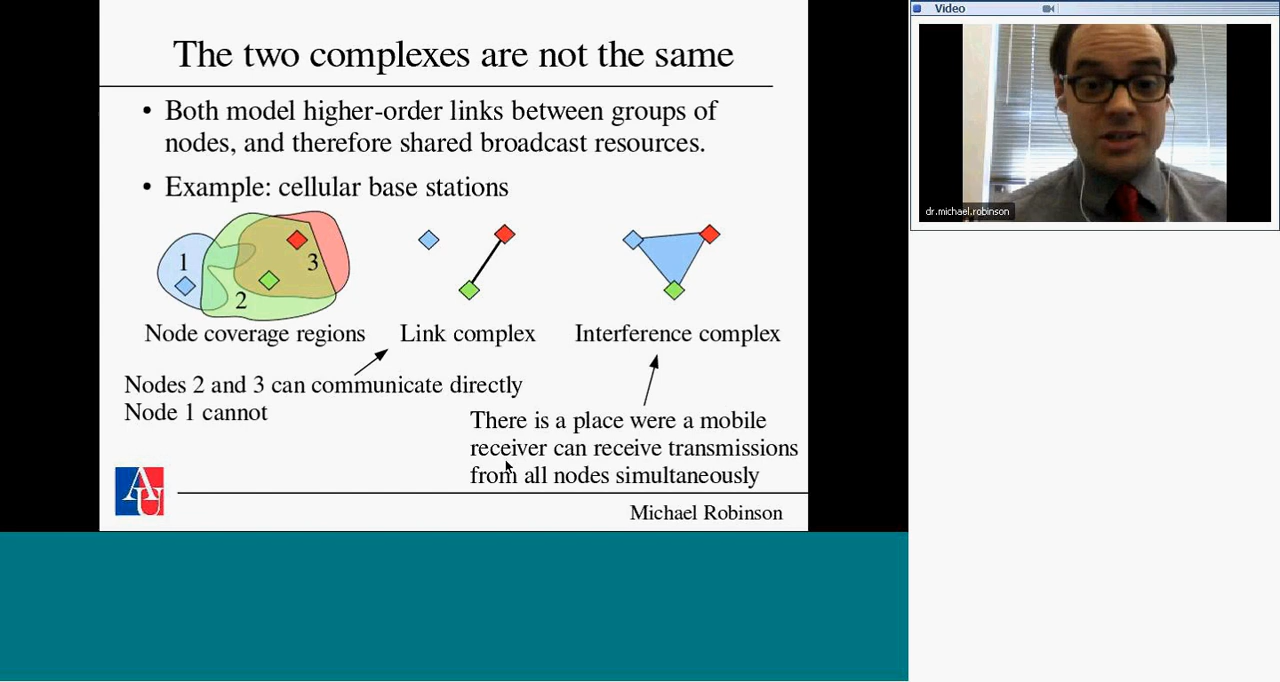 The two complexes are not the same
• Both model higher-order links between groups of
nodes, and therefore shared broadcast resources.
• Example: cellular base stations
1
2
3
Node coverage regions
Link complex
Interference complex
Nodes 2 and 3 can communicate directly
Node 1 cannot
There is a place were a mobile
receiver can receive transmissions
from all nodes simultaneously
AU
Michael Robinson
Video
dr.michael.robinson